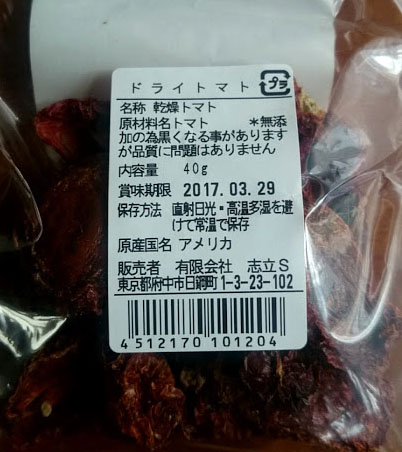 ドライトマト プラ
名称 乾燥トマト
原材料名トマト ＊無添
加の為黒くなる事があります
が品質に問題はありません
内容量 40g
賞味期限 2017.03.29
保存方法 直射日光・高温多湿を避
けて常温で保存
原産国名 アメリカ
販売者 有限会社 志立S
東京都府中市日鋼町1-3-23-102
4512170101204